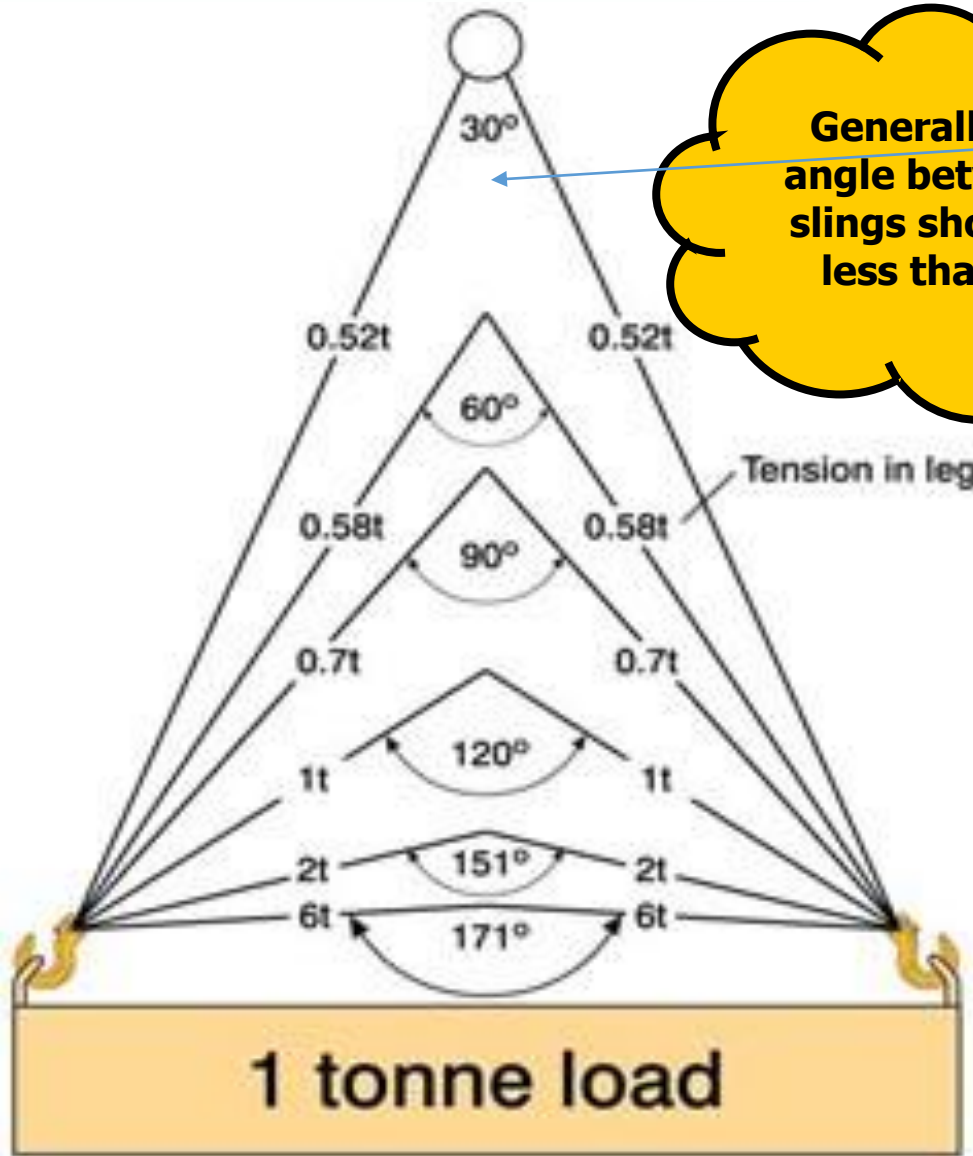 30°
Generall
angle bet
slings sho
less tha
0.52t 0.52t
60°
Tension in leg
0.58t 0.58t
90°
0.7t 0.7t
120°
1t 1t
151°
2t 2t
6t 6t
171°
1 tonne load